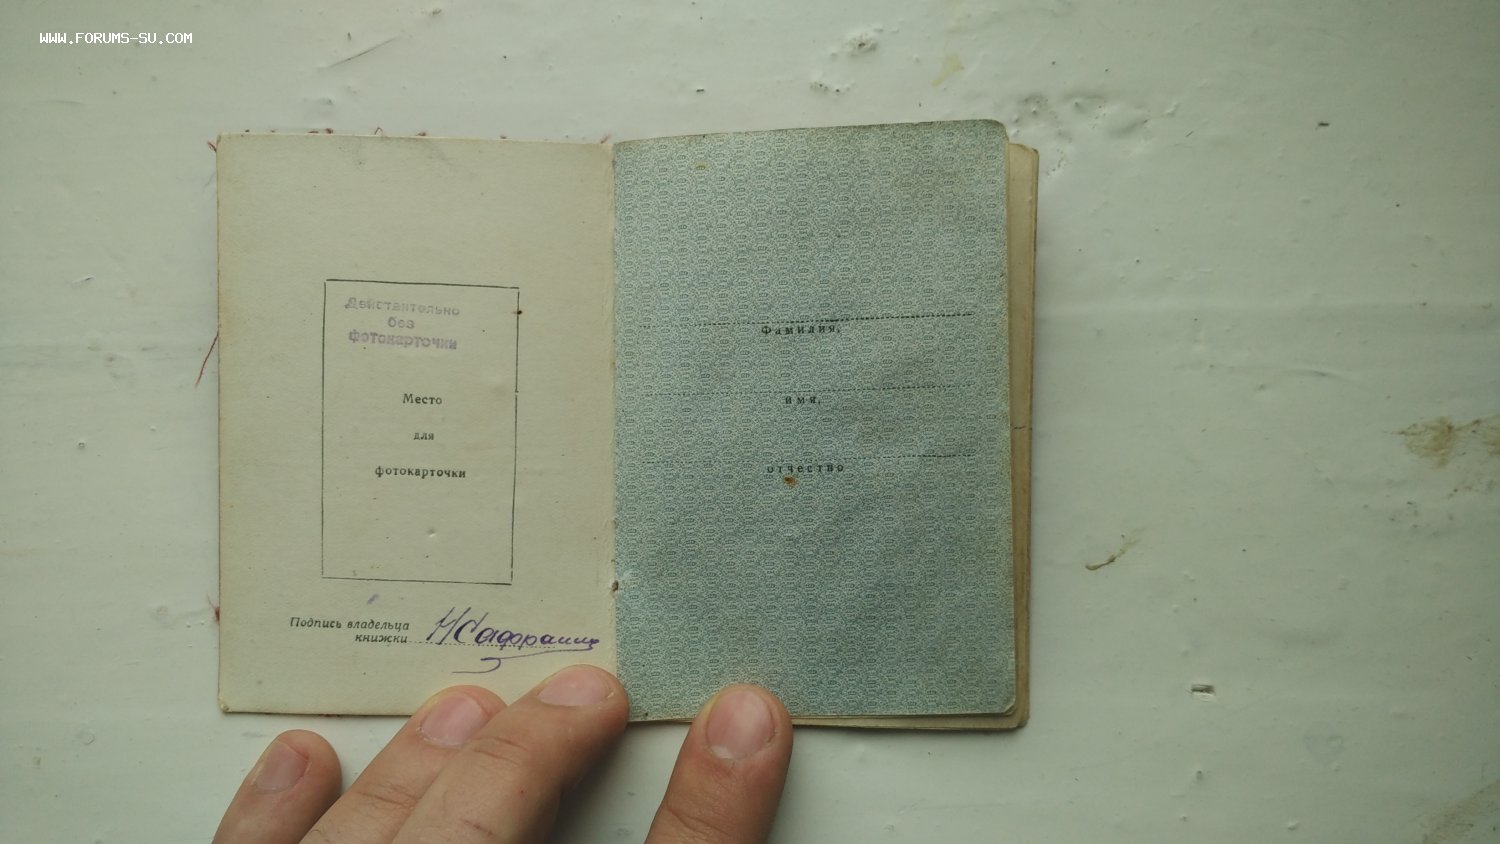 WWW.FORUMS-SU.COM
Действительно
без
фотокарточки
Место
для
фотокарточки
Подпись владельца
книжки
Фамилия,
имя,
отчество